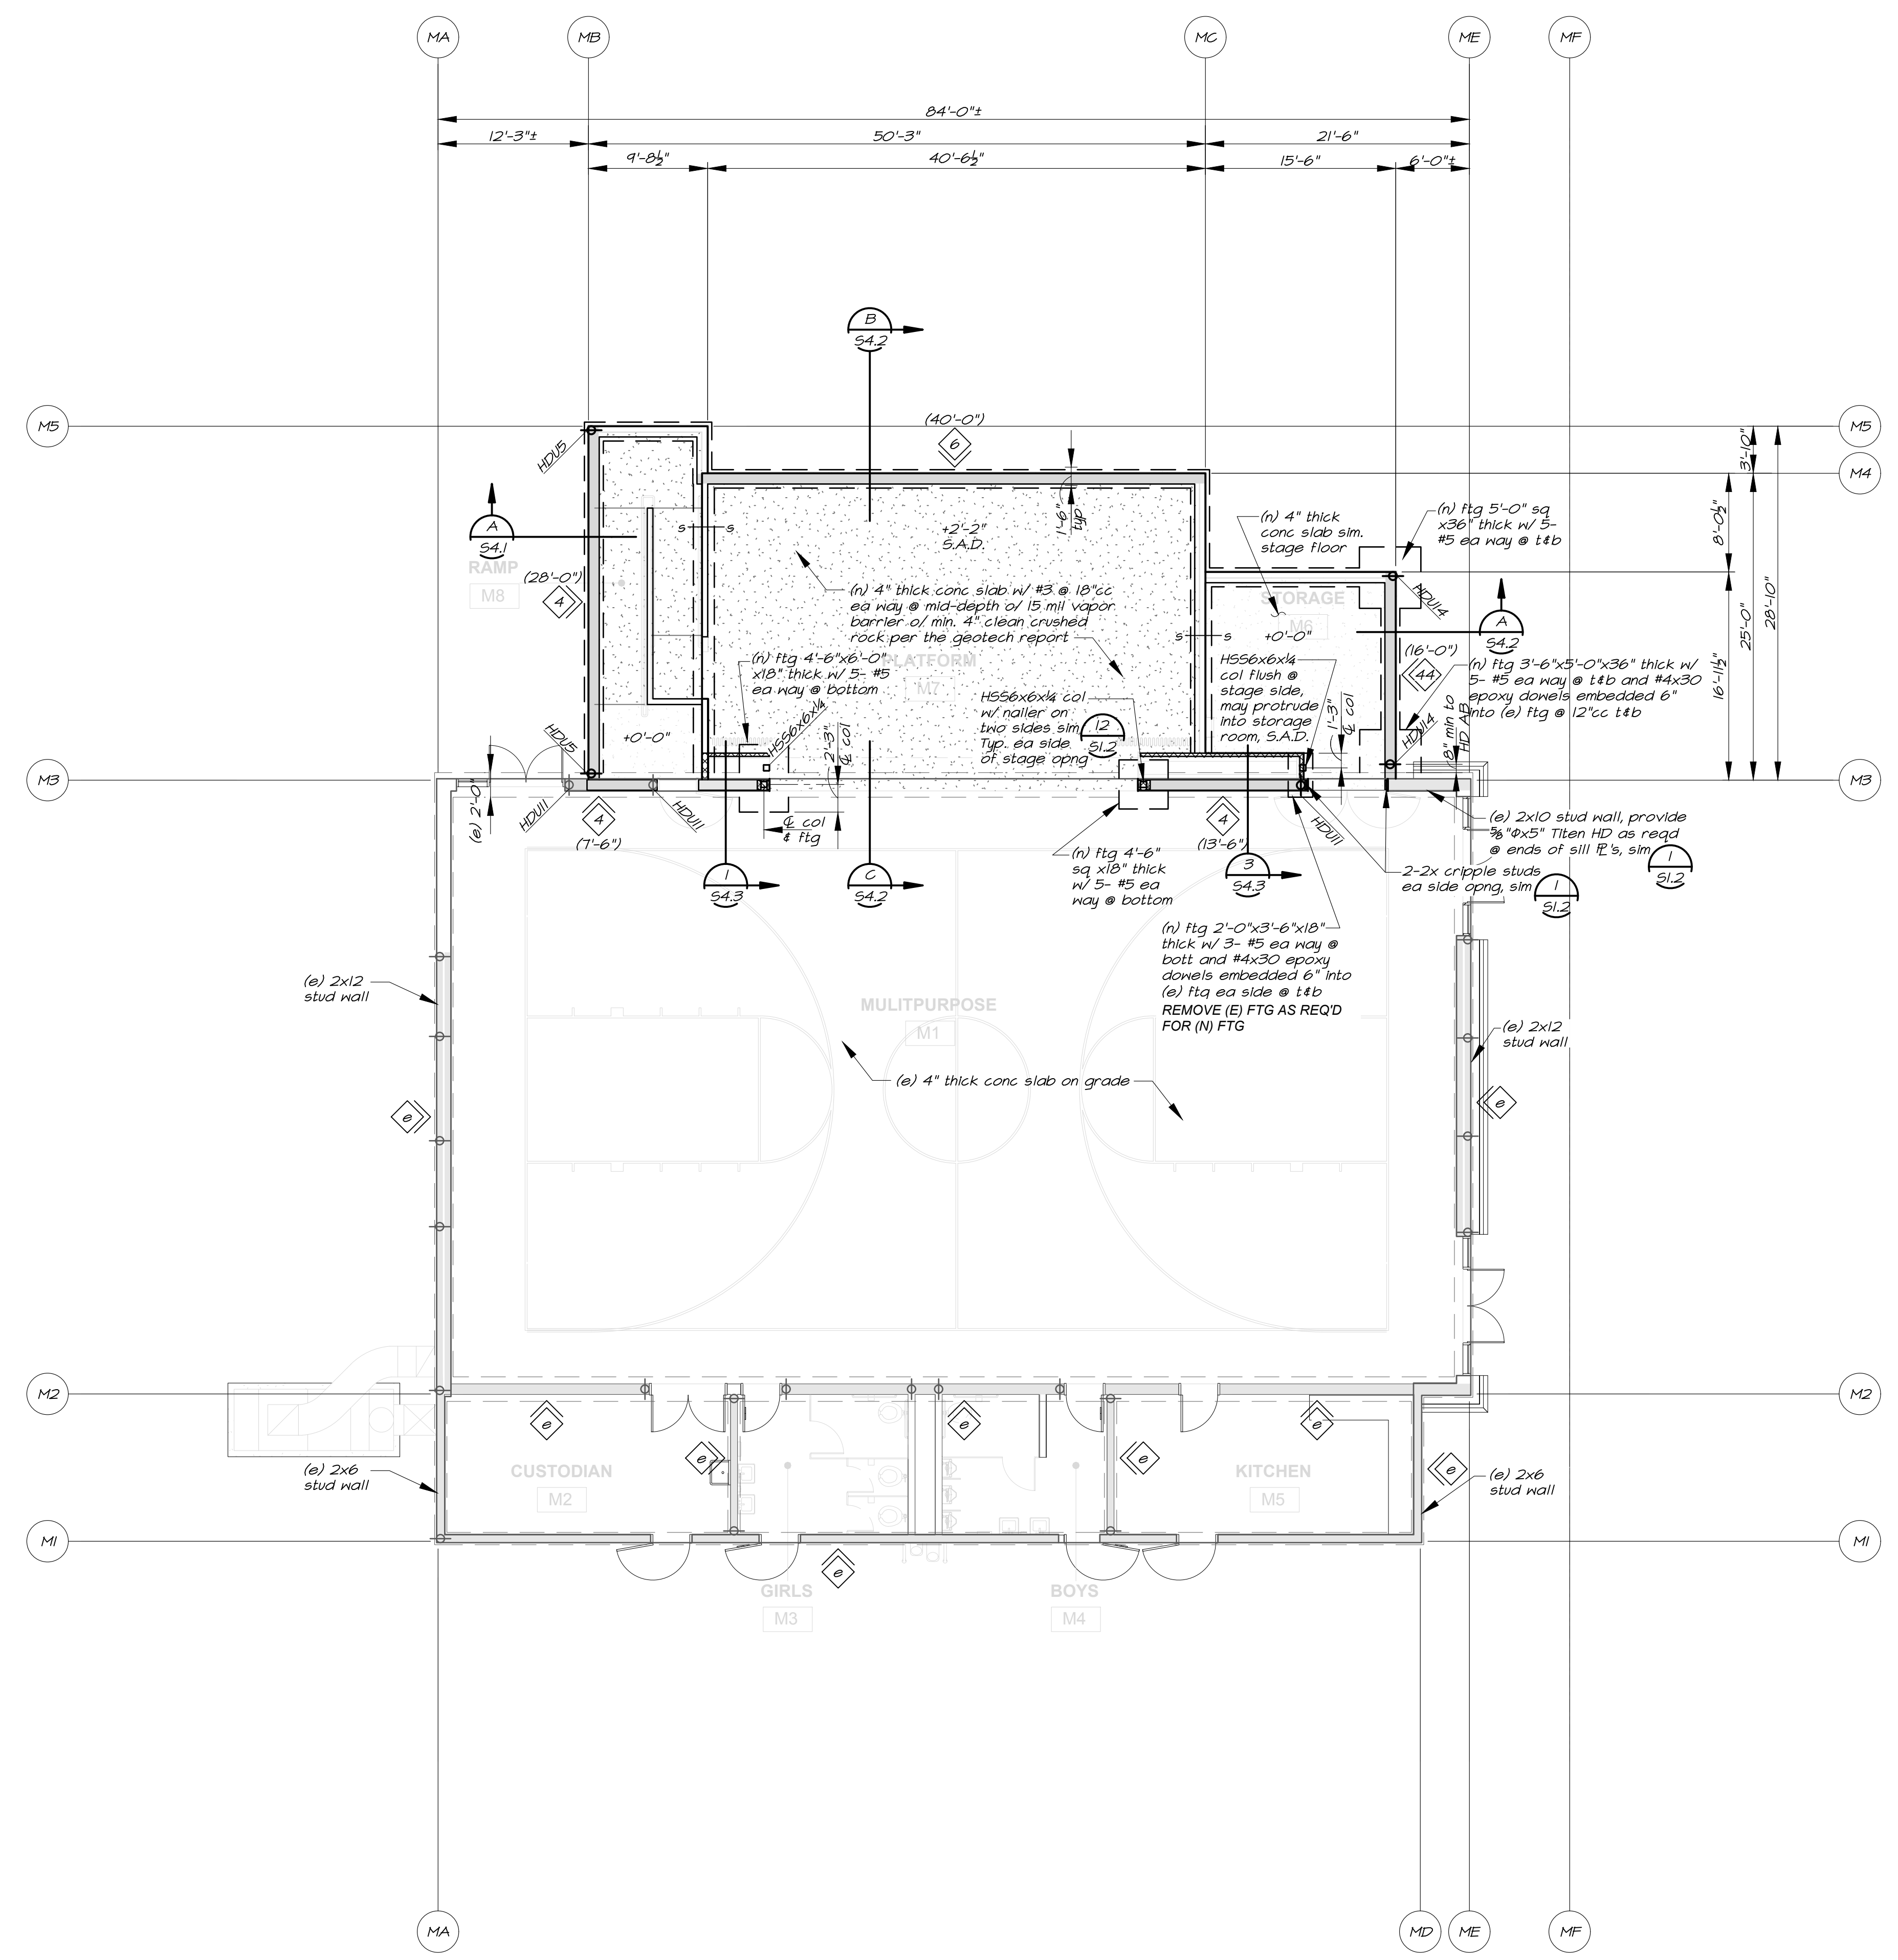 MA
MB
MC
ME
MF
84'-0"±
12'-3"±
50'-3"
21'-6"
9'-8½"
40'-6½"
15'-6"
6'-0"±
B
S4.2
M5
(40'-0")
6
HDU5
1'-6"
typ
M5
M4
3'-10"
8'-0½"
25'-0"
28'-10"
16'-11½"
A
S4.1
RAMP
M8
(28'-0")
4
s
s
+2'-2"
S.A.D.
(n) 4" thick
conc slab sim.
stage floor
(n) ftg 5'-0" sq
x36" thick w/ 5-
#5 ea way @ t&b
(n) 4" thick conc slab w/ #3 @ 18"cc
ea way @ mid-depth o/ 15 mil vapor
barrier o/ min. 4" clean crushed
rock per the geotech report
PLATFORM
M7
STORAGE
M6
+0'-0"
s
s
HDU14
A
S4.2
(16'-0")
44
(n) ftg 4'-6"x6'-0"
x18" thick w/ 5- #5
ea way @ bottom
HSS6x6x¼
2'-3"
℄ col
HSS6x6x¼ col
w/ nailer on
two sides sim
Typ. ea side
of stage opng
12
S1.2
HSS6x6x¼
col flush @
stage side,
may protrude
into storage
room, S.A.D.
1'-3"
℄ col
(n) ftg 3'-6"x5'-0"x36" thick w/
5- #5 ea way @ t&b and #4x30
epoxy dowels embedded 6"
into (e) ftg @ 12"cc t&b
HDU14
8" min to
HD AB
+0'-0"
HDU5
M3
M3
(e) 2'-0"
HDU11
4
(7'-6")
HDU11
℄ col
& ftg
1
S4.3
C
S4.2
(n) ftg 4'-6"
sq x18" thick
w/ 5- #5 ea
way @ bottom
4
(13'-6")
3
S4.3
HDU11
(e) 2x10 stud wall, provide
⅝"Φx5" Titen HD as reqd
@ ends of sill ℙL's, sim
1
S1.2
2-2x cripple studs
ea side opng, sim
1
S1.2
(n) ftg 2'-0"x3'-6"x18"
thick w/ 3- #5 ea way @
bott and #4x30 epoxy
dowels embedded 6" into
(e) ftg ea side @ t&b
REMOVE (E) FTG AS REQ'D
FOR (N) FTG
(e) 2x12
stud wall
MULITPURPOSE
M1
(e) 2x12
stud wall
(e) 4" thick conc slab on grade
e
e
M2
M2
e
e
e
e
e
e
(e) 2x6
stud wall
CUSTODIAN
M2
KITCHEN
M5
(e) 2x6
stud wall
M1
M1
e
GIRLS
M3
BOYS
M4
MA
MD
ME
MF